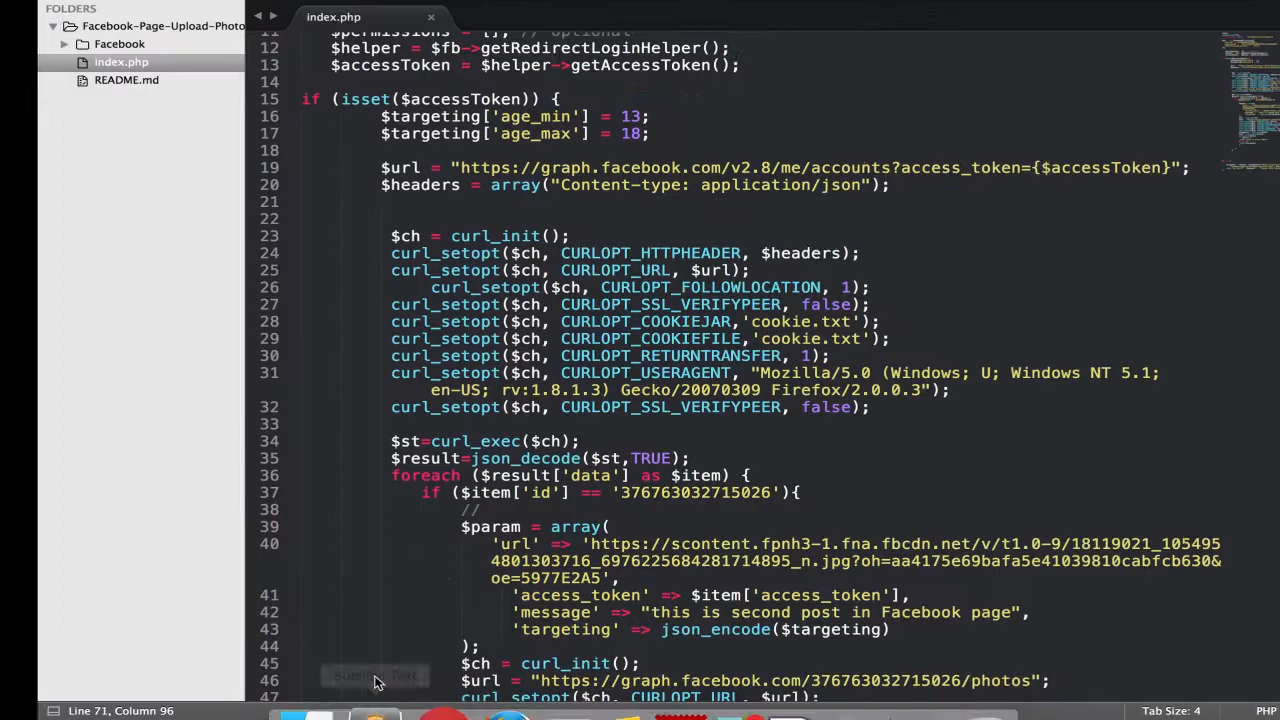 FOLDERS
Facebook-Page-Upload-Photo
Facebook
index.php
README.md
index.php
11 $permissions = []; // optional
12 $helper = $fb->getRedirectLoginHelper();
13 $accessToken = $helper->getAccessToken();
14
15 if (isset($accessToken)) {
16 $targeting['age_min'] = 13;
17 $targeting['age_max'] = 18;
18
19 $url = "https://graph.facebook.com/v2.8/me/accounts?access_token={$accessToken}";
20 $headers = array("Content-type: application/json");
21
22
23 $ch = curl_init();
24 curl_setopt($ch, CURLOPT_HTTPHEADER, $headers);
25 curl_setopt($ch, CURLOPT_URL, $url);
26 curl_setopt($ch, CURLOPT_FOLLOWLOCATION, 1);
27 curl_setopt($ch, CURLOPT_SSL_VERIFYPEER, false);
28 curl_setopt($ch, CURLOPT_COOKIEJAR,'cookie.txt');
29 curl_setopt($ch, CURLOPT_COOKIEFILE,'cookie.txt');
30 curl_setopt($ch, CURLOPT_RETURNTRANSFER, 1);
31 curl_setopt($ch, CURLOPT_USERAGENT, "Mozilla/5.0 (Windows; U; Windows NT 5.1;
en-US; rv:1.8.1.3) Gecko/20070309 Firefox/2.0.0.3");
32 curl_setopt($ch, CURLOPT_SSL_VERIFYPEER, false);
33
34 $st=curl_exec($ch);
35 $result=json_decode($st,TRUE);
36 foreach ($result['data'] as $item) {
37 if ($item['id'] == '376763032715026'){
38 //
39 $param = array(
40 'url' => 'https://scontent.fpnh3-1.fna.fbcdn.net/v/t1.0-9/18119021_105495
4801303716_6976225684281714895_n.jpg?oh=aa4175e69bafa5e41039810cabfcb630&
oe=5977E2A5',
41 'access_token' => $item['access_token'],
42 'message' => "this is second post in Facebook page",
43 'targeting' => json_encode($targeting)
44 );
45 $ch = curl_init();
46 $url = "https://graph.facebook.com/376763032715026/photos";
47 curl_setopt($ch, CURLOPT_URL, $url);
Sublime Text
Line 71, Column 96
Tab Size: 4
PHP